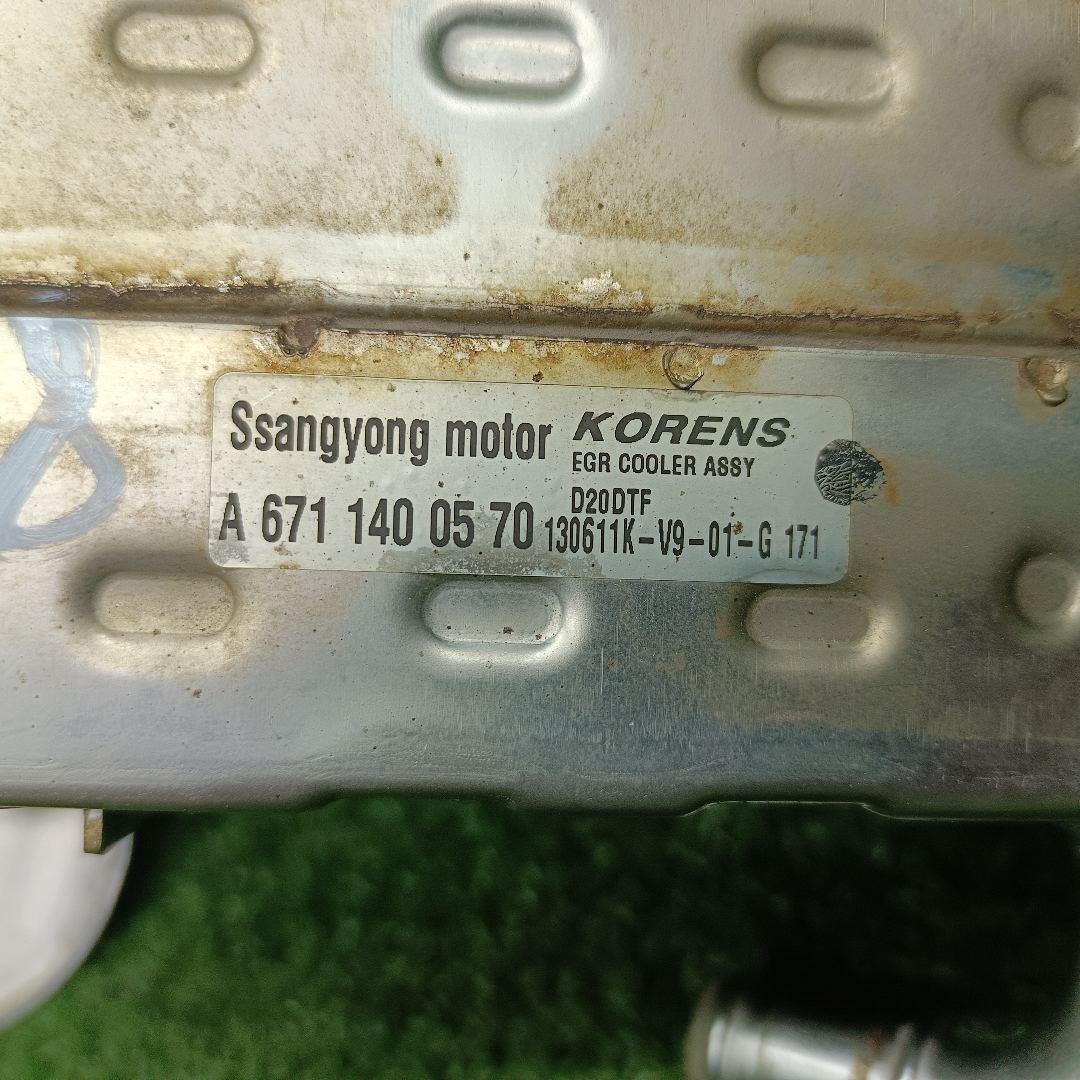 Ssangyong motor
KORENS
EGR COOLER ASSY
D20DTF
A 671 140 05 70
130611K-V9-01-G 171